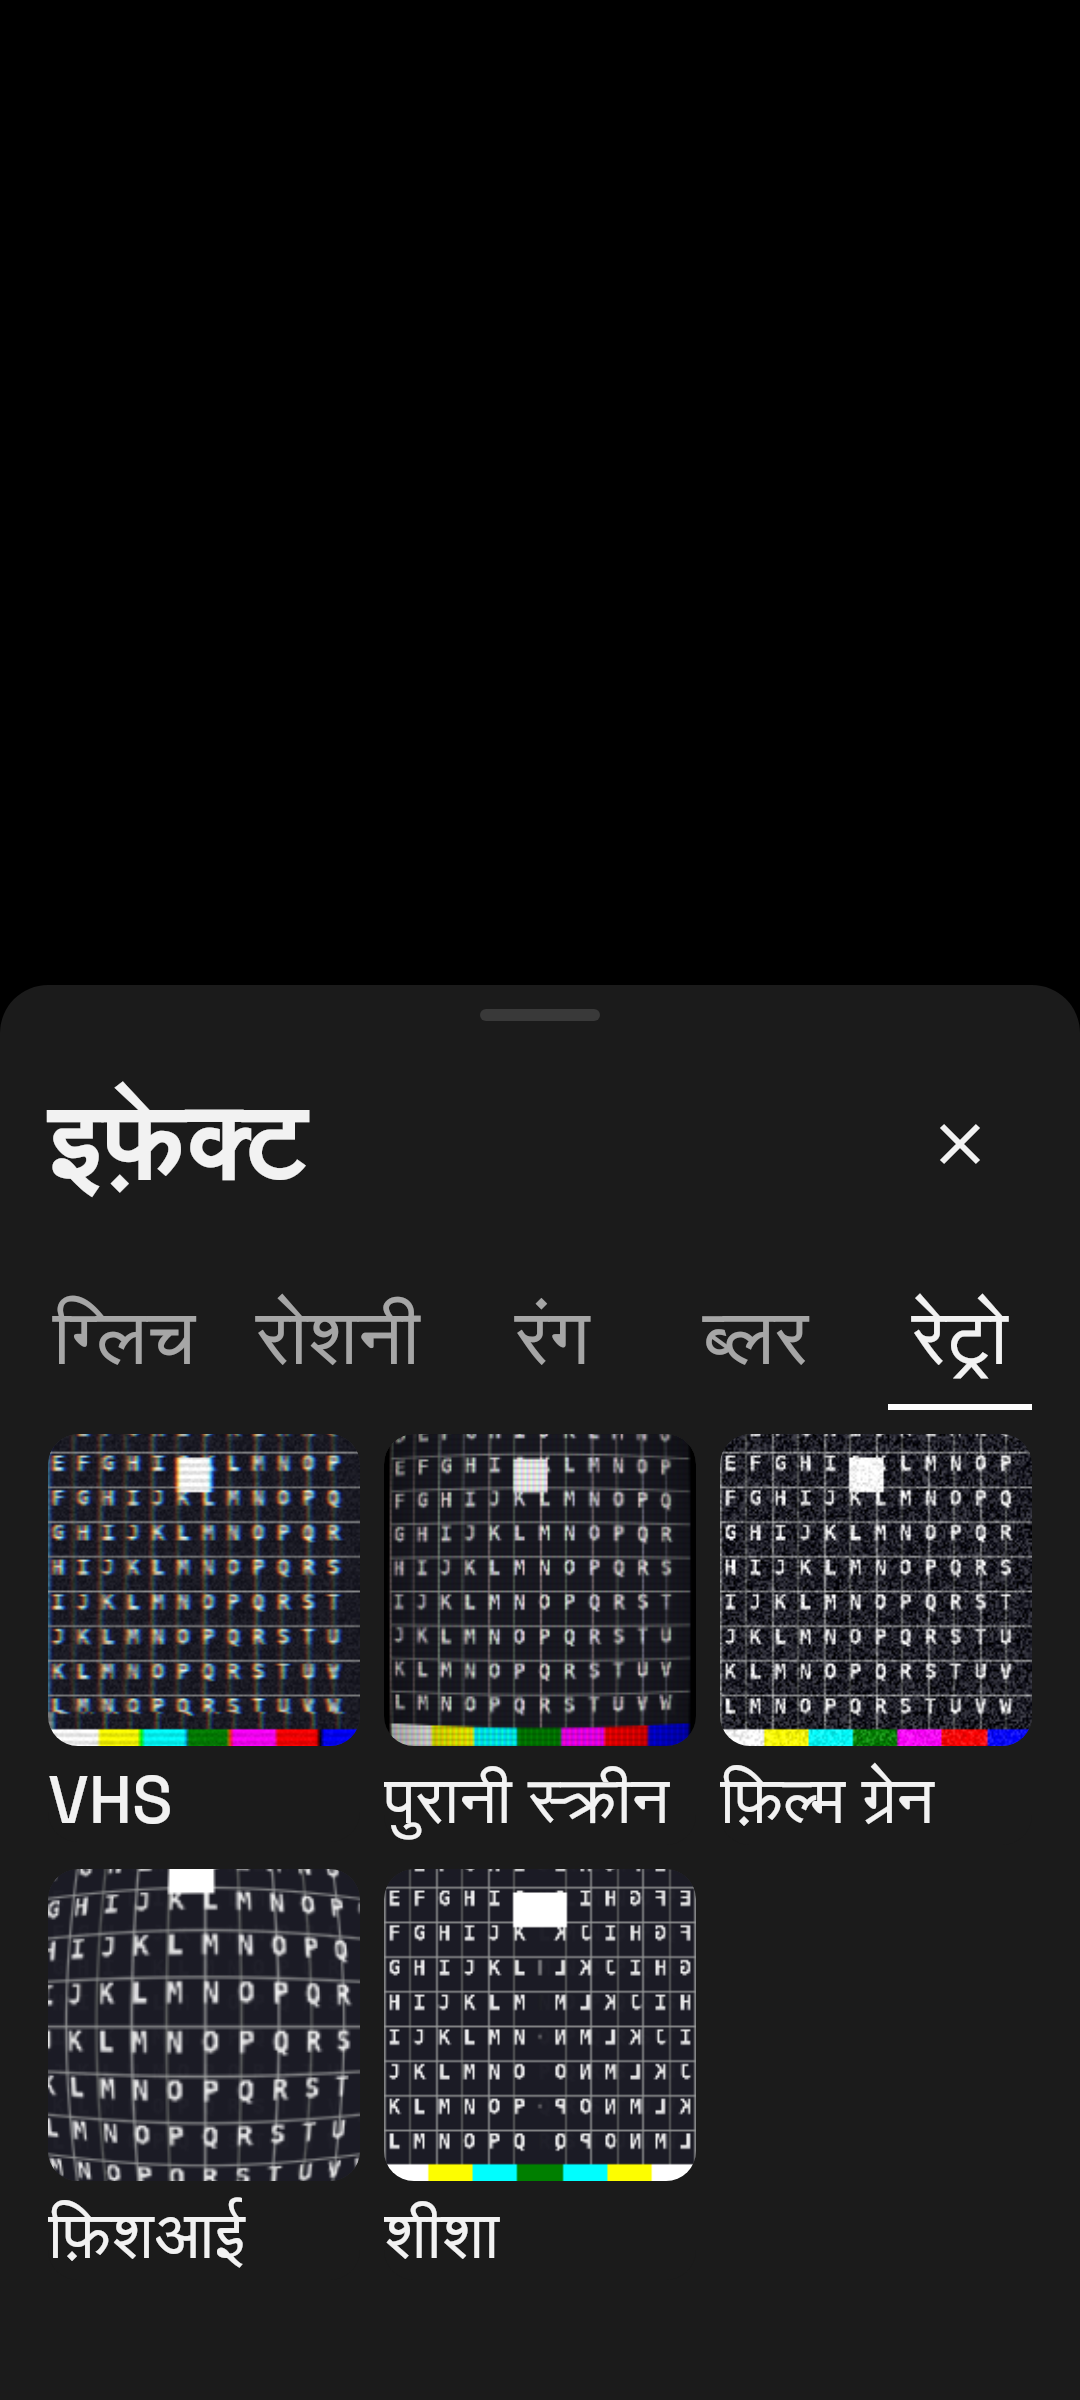 इफ़ेक्ट
ग्लिच रोशनी रंग ब्लर रेट्रो
E F G H I L M N O P
F G H I J K L M N O P Q
G H I J K L M N O P Q R
H I J K L M N O P Q R S
I J K L M N O P Q R S T
J K L M N O P Q R S T U
K L M N O P Q R S T U V
L M N O P Q R S T U V W
E F G H I L M N O P
F G H I J K L M N O P Q
G H I J K L M N O P Q R
H I J K L M N O P Q R S
I J K L M N O P Q R S T
J K L M N O P Q R S T U
K L M N O P Q R S T U V
L M N O P Q R S T U V W
E F G H I L M N O P
F G H I J K L M N O P Q
G H I J K L M N O P Q R
H I J K L M N O P Q R S
I J K L M N O P Q R S T
J K L M N O P Q R S T U
K L M N O P Q R S T U V
L M N O P Q R S T U V W
VHS पुरानी स्क्रीन फ़िल्म ग्रेन
G H I J K L M N O P
H I J K L M N O P Q
J K L M N O P Q R
K L M N O P Q R S
K L M N O P Q R S T
L M N O P Q R S T U
M N O P Q R S T U V
E F G H I I H G F E
F G H I J K K J I H G F
G H I J K L L K J I H G
H I J K L M M L K J I H
I J K L M N N M L K J I
J K L M N O O N M L K J
K L M N O P P O N M L K
L M N O P Q Q P O N M L
फ़िशआई शीशा